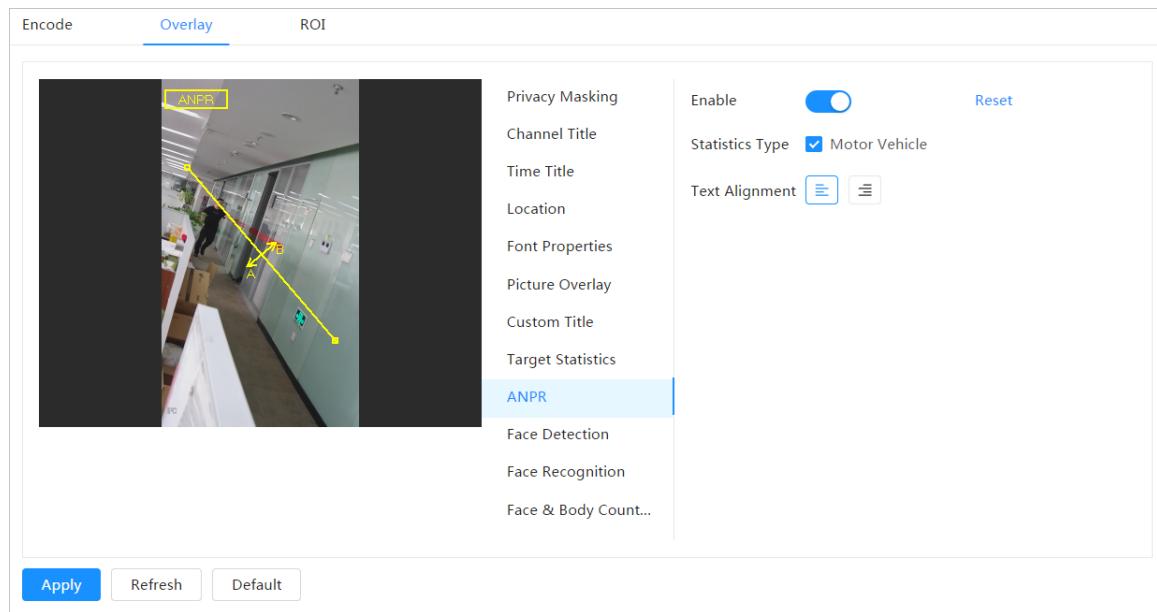 Encode Overlay ROI
ANPR
B
A
IPC
Privacy Masking
Channel Title
Time Title
Location
Font Properties
Picture Overlay
Custom Title
Target Statistics
ANPR
Face Detection
Face Recognition
Face & Body Count...
Enable Reset
Statistics Type Motor Vehicle
Text Alignment
Apply Refresh Default